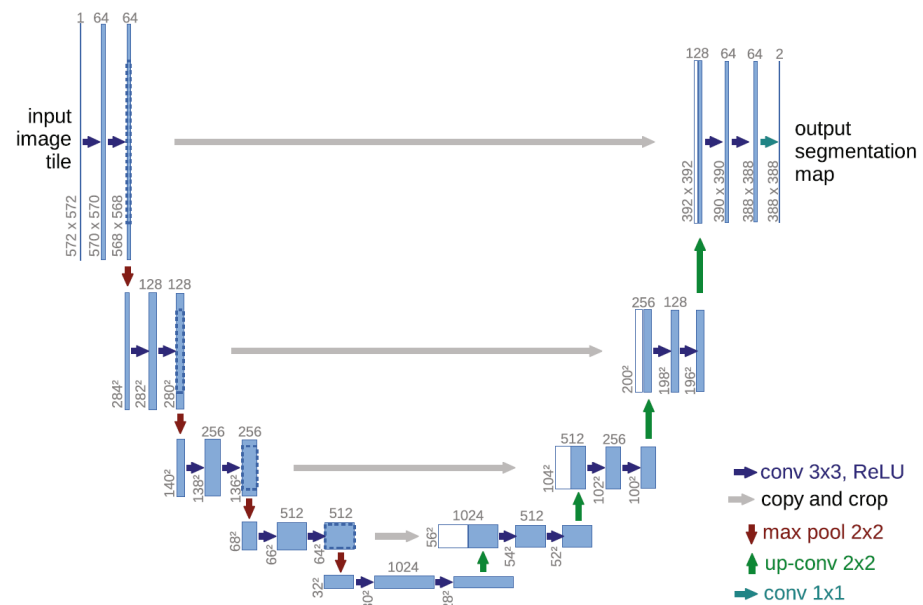 1
64
64
input
image
tile
572 x 572
570 x 570
568 x 568
128
64
64
2
output
segmentation
map
392 x 392
390 x 390
388 x 388
388 x 388
128
128
284²
282²
280²
256
128
200²
198²
196²
256
256
140²
138²
136²
512
256
104²
102²
100²
512
512
68²
66²
64²
1024
512
56²
54²
52²
1024
32²
conv 3x3, ReLU
copy and crop
max pool 2x2
up-conv 2x2
conv 1x1